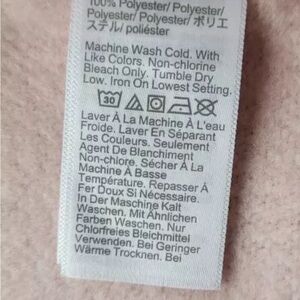 100% Polyester/ Polyester/
Polyester/ Polyester/ ポリエ
ステル/ poliéster
Machine Wash Cold. With
Like Colors. Non-chlorine
Bleach Only. Tumble Dry
Low. Iron On Lowest Setting.
30
Laver À La Machine À L'eau
Froide. Laver En Séparant
Les Couleurs. Seulement
Agent De Blanchiment
Non-chlore. Sécher À La
Machine À Basse
Température. Repasser À
Fer Doux Si Nécessaire.
In Der Maschine Kalt
Waschen. Mit Ähnlichen
Farben Waschen. Nur
Chlorfreies Bleichmittel
Verwenden. Bei Geringer
Wärme Trocknen. Bei